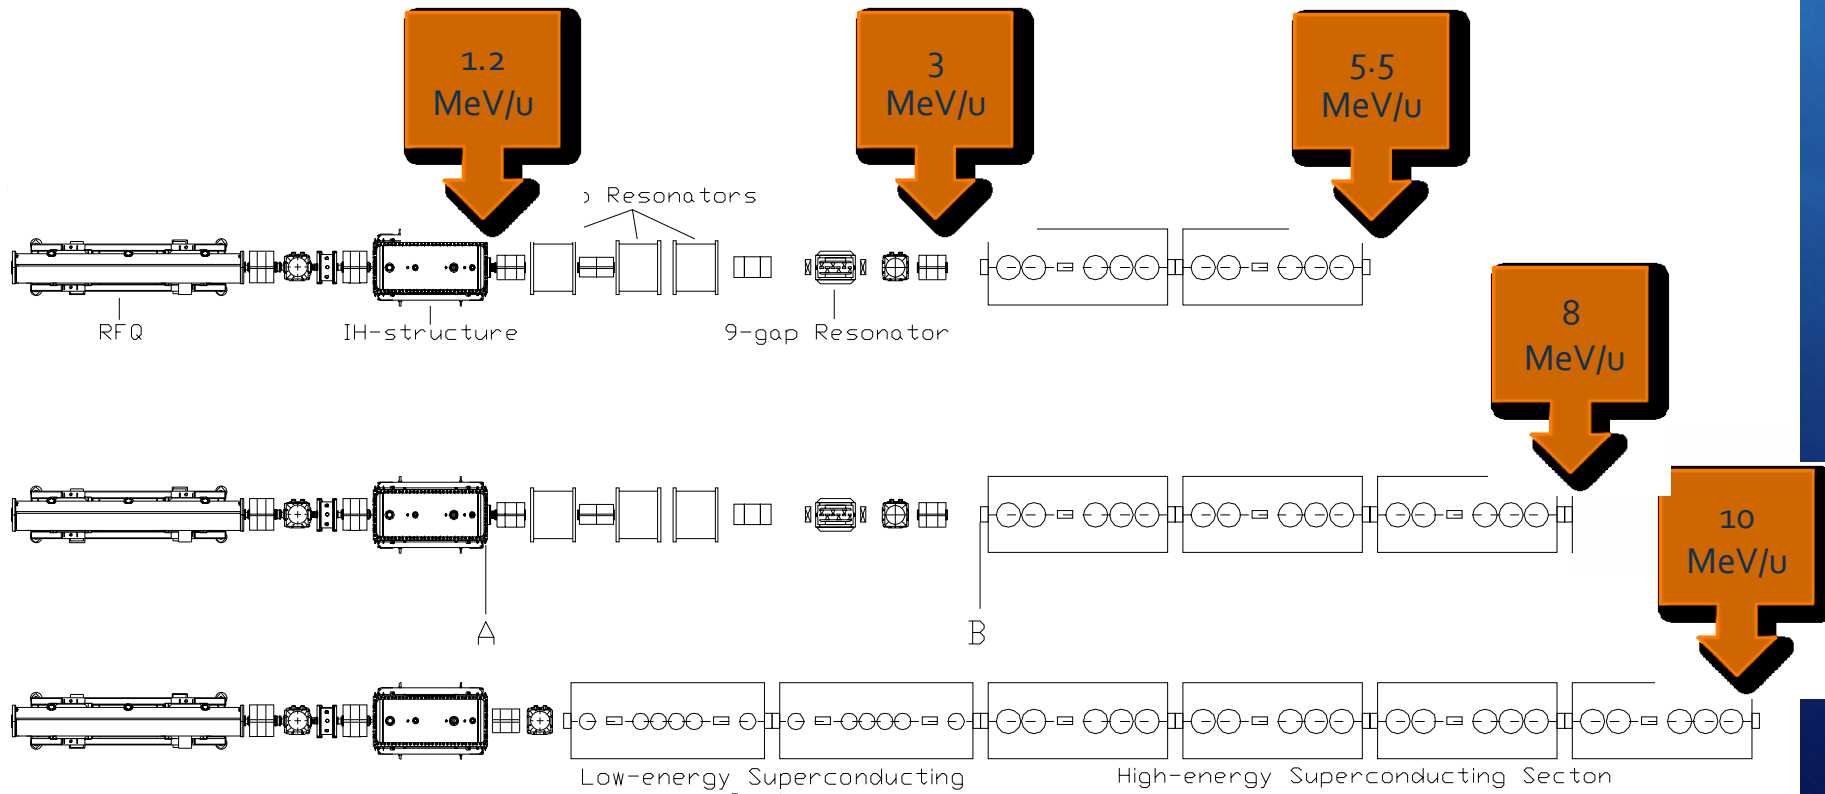 1.2
MeV/u
3
MeV/u
5.5
MeV/u
Resonators
RFQ
IH-structure
9-gap Resonator
8
MeV/u
10
MeV/u
A
B
Low-energy Superconducting
High-energy Superconducting Secton